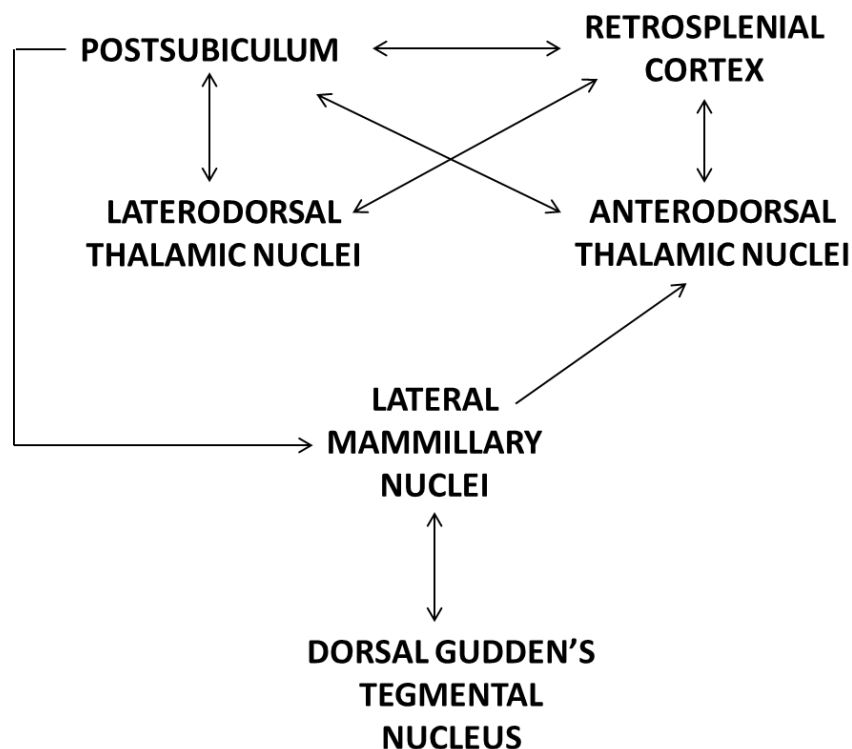 POSTSUBICULUM
RETROSPLENIAL
CORTEX
LATERODORSAL
THALAMIC NUCLEI
ANTERODORSAL
THALAMIC NUCLEI
LATERAL
MAMMILLARY
NUCLEI
DORSAL GUDDEN’S
TEGMENTAL
NUCLEUS